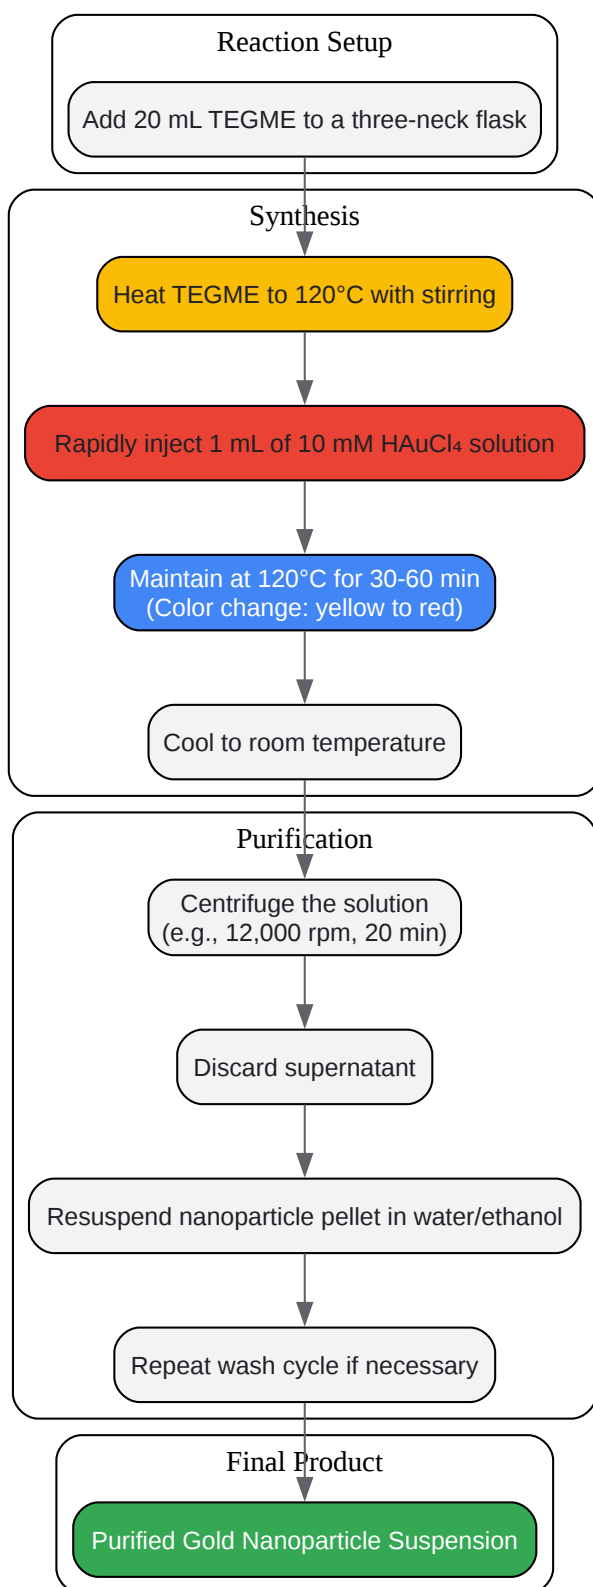 Reaction Setup
Add 20 mL TEGME to a three-neck flask
Synthesis
Heat TEGME to 120°C with stirring
Rapidly inject 1 mL of 10 mM HAuCl₄ solution
Maintain at 120°C for 30-60 min
(Color change: yellow to red)
Cool to room temperature
Purification
Centrifuge the solution
(e.g., 12,000 rpm, 20 min)
Discard supernatant
Resuspend nanoparticle pellet in water/ethanol
Repeat wash cycle if necessary
Final Product
Purified Gold Nanoparticle Suspension